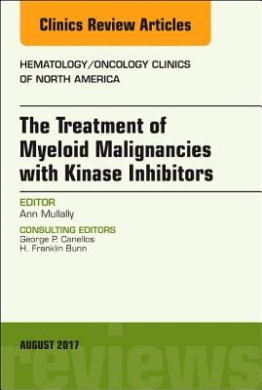 Clinics Review Articles
HEMATOLOGY/ONCOLOGY CLINICS
OF NORTH AMERICA
The Treatment of
Myeloid Malignancies
with Kinase Inhibitors
EDITOR
Ann Mullally
CONSULTING EDITORS
George P. Canellos
H. Franklin Bunn
AUGUST 2017
reviews